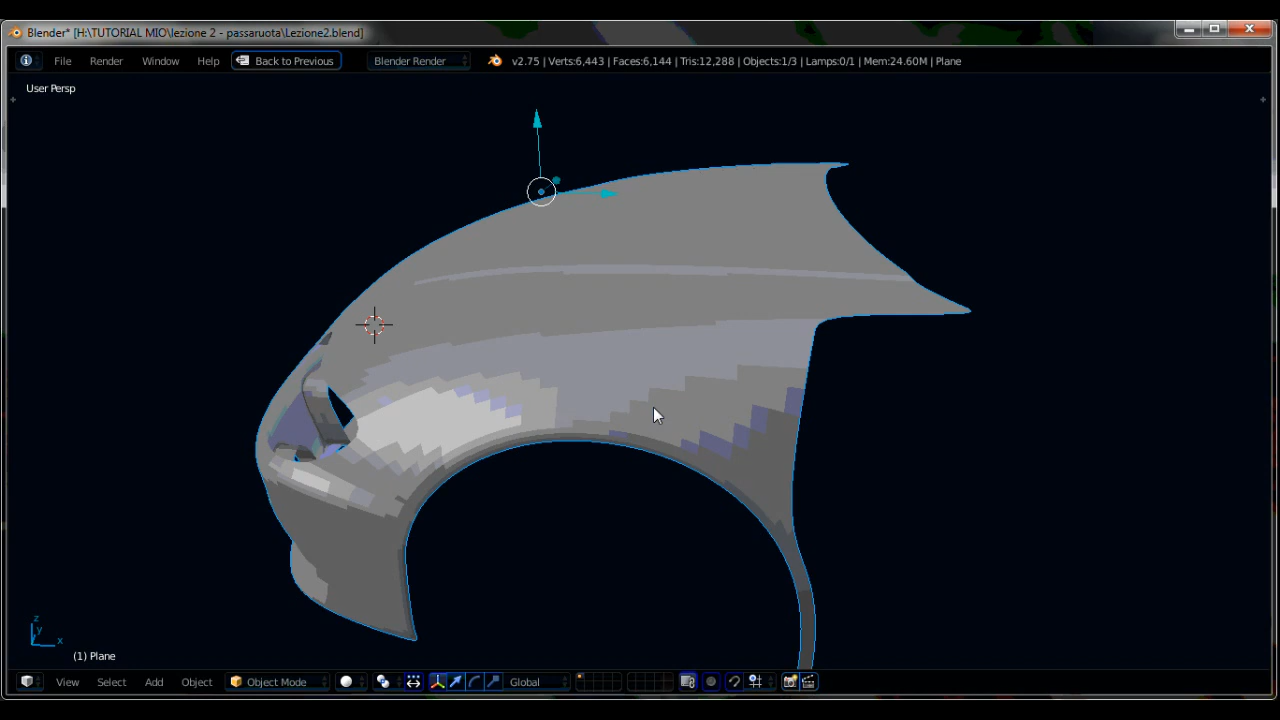 Blender* [H:\TUTORIAL MIO\lezione 2 - passaruota\Lezione2.blend]
File Render Window Help Back to Previous Blender Render v2.75 | Verts:6,443 | Faces:6,144 | Tris:12,288 | Objects:1/3 | Lamps:0/1 | Mem:24.60M | Plane
User Persp
z
y
x
(1) Plane
View Select Add Object Object Mode Global